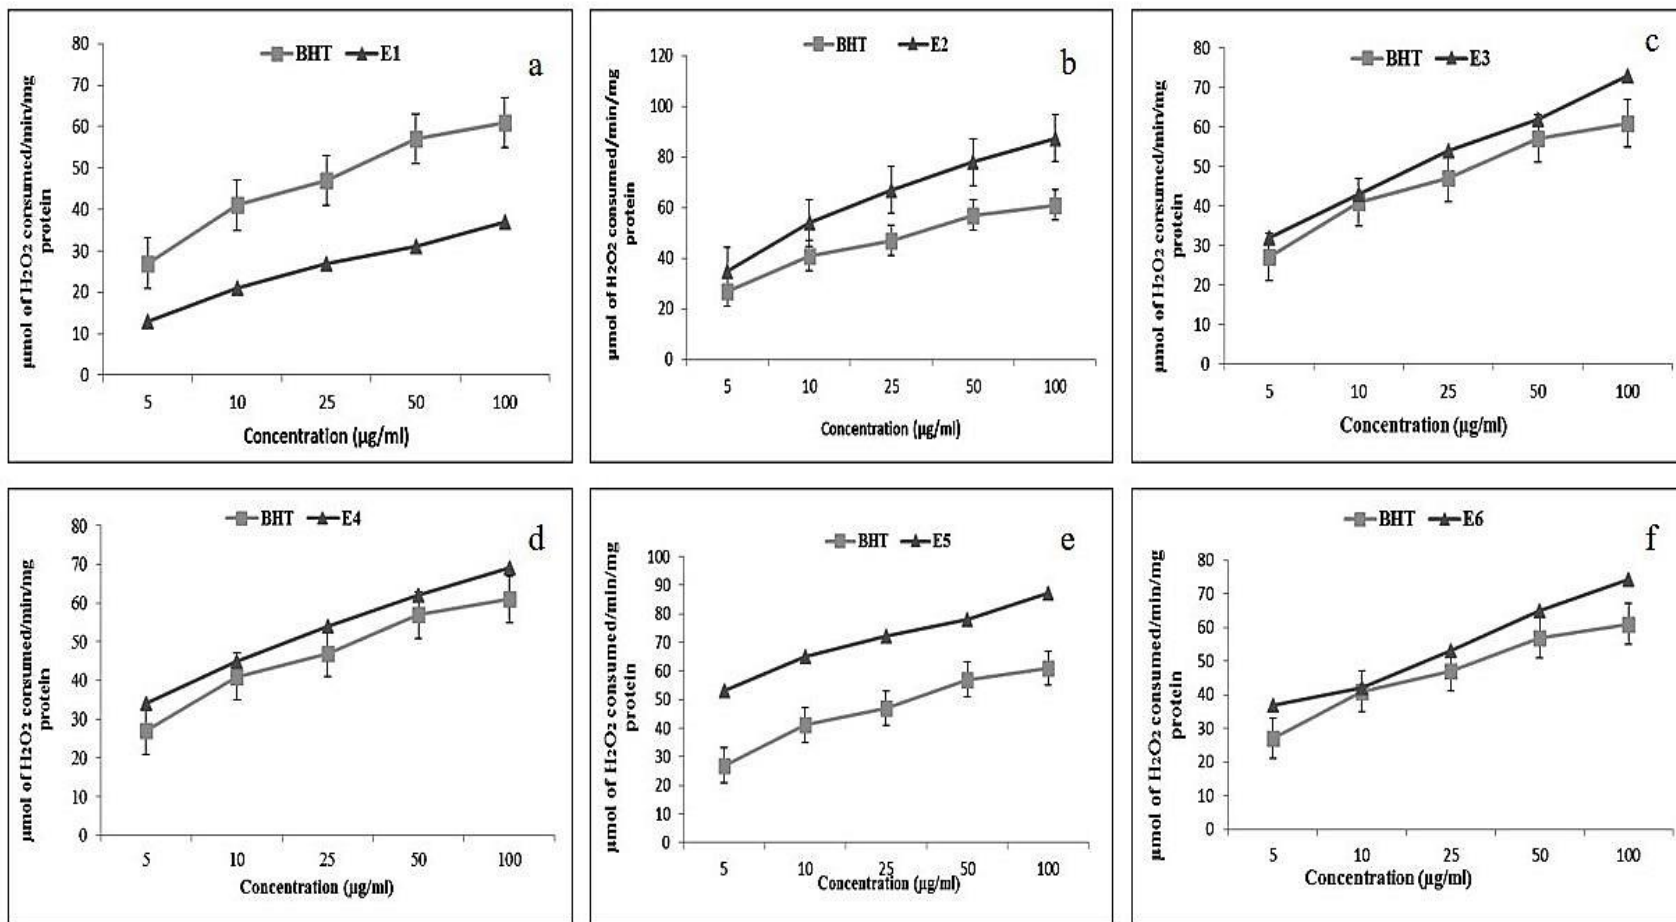 BHT E1
a
80
70
60
50
40
30
20
10
0
5 10 25 50 100
Concentration (µg/ml)
µmol of H₂O₂ consumed/min/mg
protein
BHT E2
b
120
100
80
60
40
20
0
5 10 25 50 100
Concentration (µg/ml)
µmol of H₂O₂ consumed/min/mg
protein
BHT E3
c
80
70
60
50
40
30
20
10
0
5 10 25 50 100
Concentration (µg/ml)
µmol of H₂O₂ consumed/min/mg
protein
BHT E4
d
80
70
60
50
40
30
20
10
0
5 10 25 50 100
Concentration (µg/ml)
µmol of H₂O₂ consumed/min/mg
protein
BHT E5
e
100
90
80
70
60
50
40
30
20
10
0
5 10 25 50 100
Concentration (µg/ml)
µmol of H₂O₂ consumed/min/mg
protein
BHT E6
f
80
70
60
50
40
30
20
10
0
5 10 25 50 100
Concentration (µg/ml)
µmol of H₂O₂ consumed/min/mg
protein